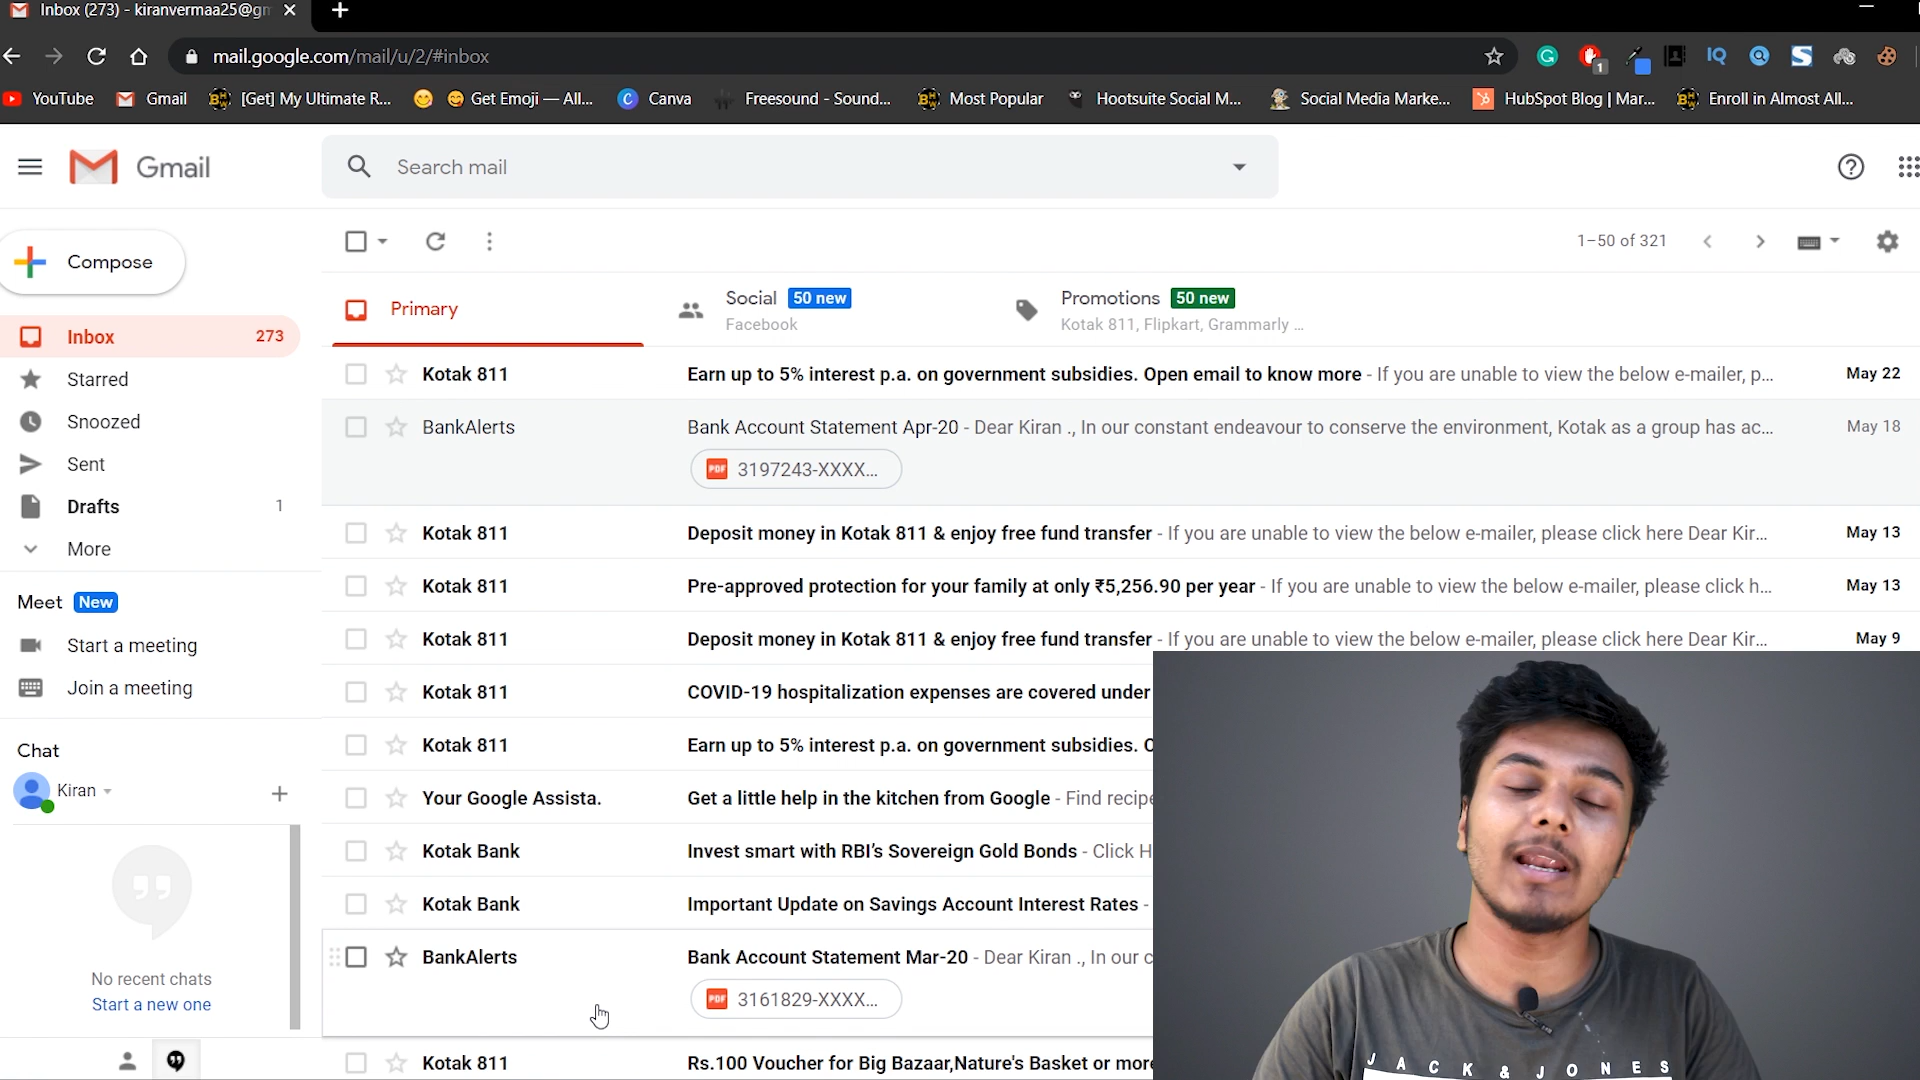 Inbox (273) - kiranvermaa25@gm
mail.google.com/mail/u/2/#inbox
1
IQ
YouTube
Gmail
[Get] My Ultimate R...
Get Emoji — All...
Canva
Freesound - Sound...
Most Popular
Hootsuite Social M...
Social Media Marke...
HubSpot Blog | Mar...
Enroll in Almost All...
Gmail
Search mail
Compose
1–50 of 321
Primary
Social 50 new
Facebook
Promotions 50 new
Kotak 811, Flipkart, Grammarly ...
Inbox 273
Starred
Snoozed
Sent
Drafts 1
More
Meet New
Start a meeting
Join a meeting
Chat
Kiran
No recent chats
Start a new one
Kotak 811 Earn up to 5% interest p.a. on government subsidies. Open email to know more - If you are unable to view the below e-mailer, p... May 22
BankAlerts Bank Account Statement Apr-20 - Dear Kiran ., In our constant endeavour to conserve the environment, Kotak as a group has ac... May 18
PDF 3197243-XXXX...
Kotak 811 Deposit money in Kotak 811 & enjoy free fund transfer - If you are unable to view the below e-mailer, please click here Dear Kir... May 13
Kotak 811 Pre-approved protection for your family at only ₹5,256.90 per year - If you are unable to view the below e-mailer, please click h... May 13
Kotak 811 Deposit money in Kotak 811 & enjoy free fund transfer - If you are unable to view the below e-mailer, please click here Dear Kir... May 9
Kotak 811 COVID-19 hospitalization expenses are covered under
Kotak 811 Earn up to 5% interest p.a. on government subsidies.
Your Google Assista. Get a little help in the kitchen from Google - Find recipe
Kotak Bank Invest smart with RBI's Sovereign Gold Bonds - Click H
Kotak Bank Important Update on Savings Account Interest Rates -
BankAlerts Bank Account Statement Mar-20 - Dear Kiran ., In our c
PDF 3161829-XXXX...
Kotak 811 Rs.100 Voucher for Big Bazaar,Nature's Basket or more
JACK & JONES